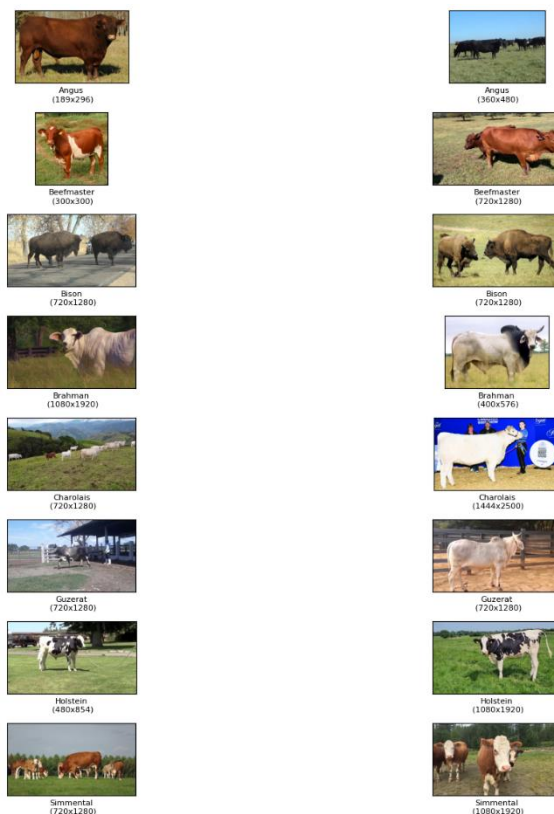 Angus
(189x296)
Angus
(360x480)
Beefmaster
(300x300)
Beefmaster
(720x1280)
Bison
(720x1280)
Bison
(720x1280)
Brahman
(1080x1920)
Brahman
(400x576)
Charolais
(720x1280)
Charolais
(1444x2500)
Guzerat
(720x1280)
Guzerat
(720x1280)
Holstein
(480x854)
Holstein
(1080x1920)
Simmental
(720x1280)
Simmental
(1080x1920)